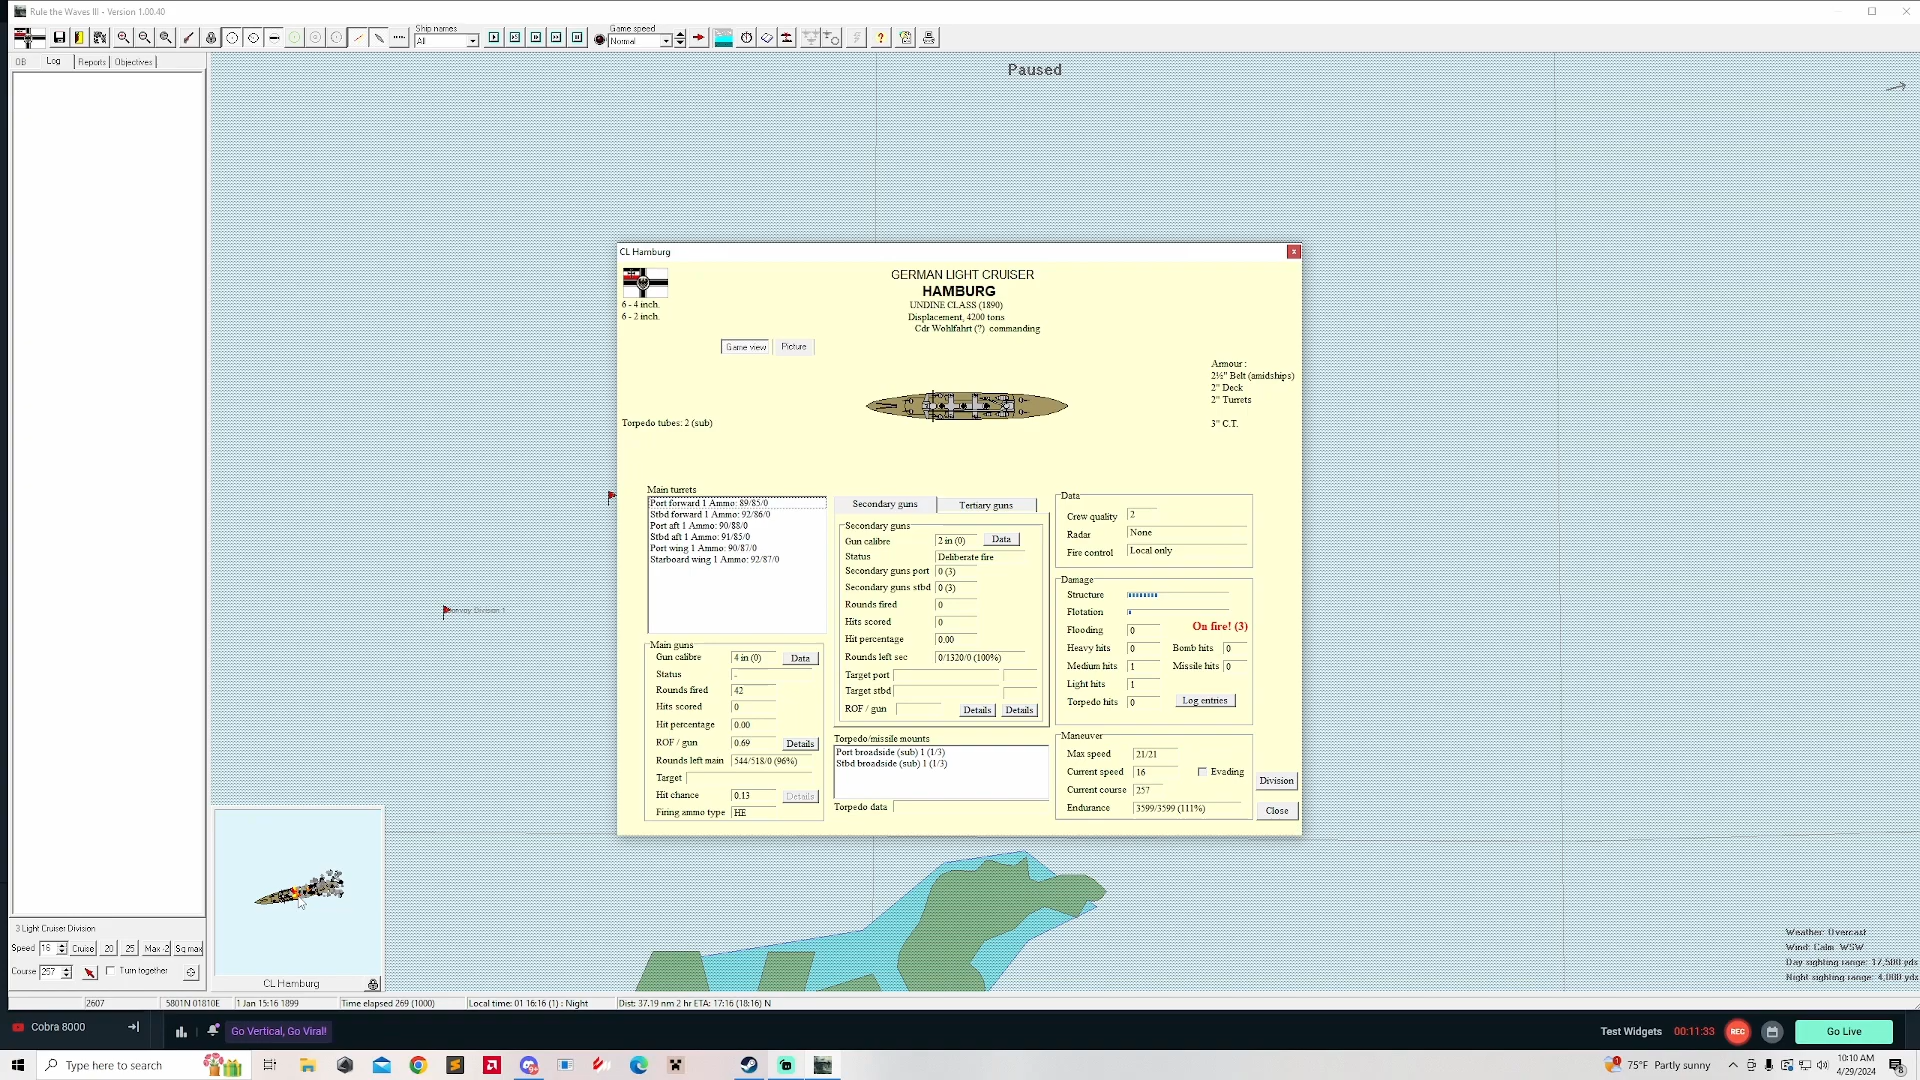 Rule the Waves III - Version 1.00.40
Ship names
All
Game speed
Normal
OB
Log
Reports
Objectives
Paused
CL Hamburg
GERMAN LIGHT CRUISER
HAMBURG
UNDINE CLASS (1890)
Displacement, 4200 tons
Cdr Wohlfahrt (?) commanding
6 - 4 inch.
6 - 2 inch.
Game view
Picture
Armour :
2½" Belt (amidships)
2" Deck
2" Turrets
3" C.T.
Torpedo tubes: 2 (sub)
Main turrets
Port forward 1 Ammo: 89/85/0
Stbd forward 1 Ammo: 92/86/0
Port aft 1 Ammo: 90/88/0
Stbd aft 1 Ammo: 91/85/0
Port wing 1 Ammo: 90/87/0
Starboard wing 1 Ammo: 92/87/0
Main guns
Gun calibre 4 in (0) Data
Status -
Rounds fired 42
Hits scored 0
Hit percentage 0.00
ROF / gun 0.69 Details
Rounds left main 544/518/0 (96%)
Target
Hit chance 0.13 Details
Firing ammo type HE
Secondary guns
Tertiary guns
Secondary guns
Gun calibre 2 in (0) Data
Status Deliberate fire
Secondary guns port 0 (3)
Secondary guns stbd 0 (3)
Rounds fired 0
Hits scored 0
Hit percentage 0.00
Rounds left sec 0/1320/0 (100%)
Target port
Target stbd
ROF / gun Details Details
Torpedo/missile mounts
Port broadside (sub) 1 (1/3)
Stbd broadside (sub) 1 (1/3)
Torpedo data
Data
Crew quality 2
Radar None
Fire control Local only
Damage
Structure
Flotation
Flooding 0 On fire! (3)
Heavy hits 0 Bomb hits 0
Medium hits 1 Missile hits 0
Light hits 1
Torpedo hits 0 Log entries
Maneuver
Max speed 21/21
Current speed 16 Evading
Current course 257
Endurance 3599/3599 (111%)
Division
Close
3 Light Cruiser Division
Speed 16 Cruise 20 25 Max -2 Sq max
Course 257 Turn together
CL Hamburg
Weather: Overcast
Wind: Calm WSW
Day sighting range: 17,500 yds
Night sighting range: 4,000 yds
2607 5801N 01810E 1 Jan 15:16 1899 Time elapsed 269 (1000) Local time: 01 16:16 (1) : Night Dist: 37.19 nm 2 hr ETA: 17:16 (18:16) N
Cobra 8000
Go Vertical, Go Viral!
Test Widgets 00:11:33 REC Go Live
Type here to search
75°F Partly sunny
10:10 AM
4/29/2024